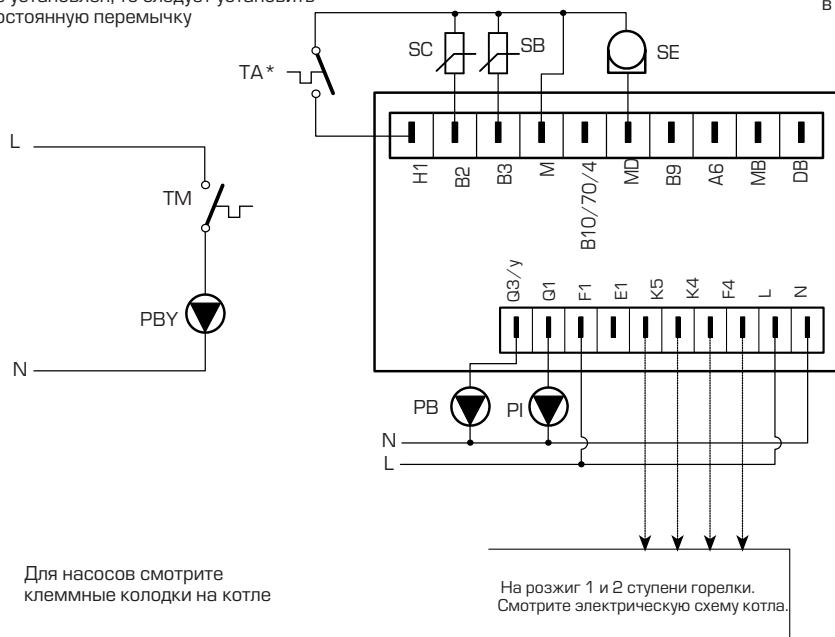 установлен, то следует установить
постоянную перемычку
в
SC
SB
SE
TA*
L
H1
B2
B3
M
B10/70/4
MD
B9
A6
MB
DB
TM
Q3/y
Q1
F1
E1
K5
K4
F4
L
N
PBY
N
PB
PI
N
L
Для насосов смотрите
клеммные колодки на котле
На розжиг 1 и 2 ступени горелки.
Смотрите электрическую схему котла.